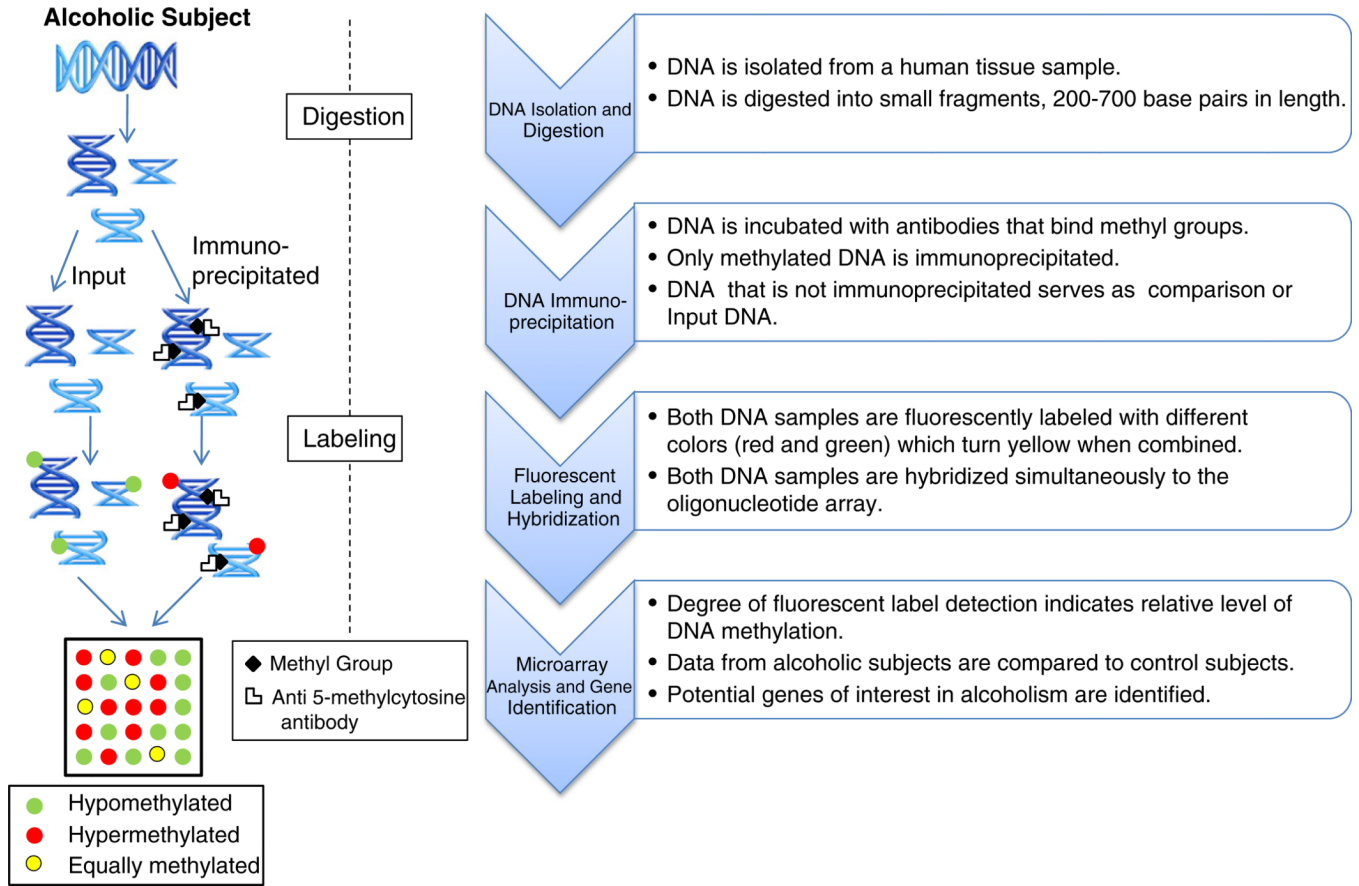 Alcoholic Subject
Digestion
Input
Immuno-
precipitated
Labeling
Methyl Group
Anti 5-methylcytosine
antibody
Hypomethylated
Hypermethylated
Equally methylated
DNA Isolation and
Digestion
• DNA is isolated from a human tissue sample.
• DNA is digested into small fragments, 200-700 base pairs in length.
DNA Immuno-
precipitation
• DNA is incubated with antibodies that bind methyl groups.
• Only methylated DNA is immunoprecipitated.
• DNA that is not immunoprecipitated serves as comparison or
Input DNA.
Fluorescent
Labeling and
Hybridization
• Both DNA samples are fluorescently labeled with different
colors (red and green) which turn yellow when combined.
• Both DNA samples are hybridized simultaneously to the
oligonucleotide array.
Microarray
Analysis and Gene
Identification
• Degree of fluorescent label detection indicates relative level of
DNA methylation.
• Data from alcoholic subjects are compared to control subjects.
• Potential genes of interest in alcoholism are identified.